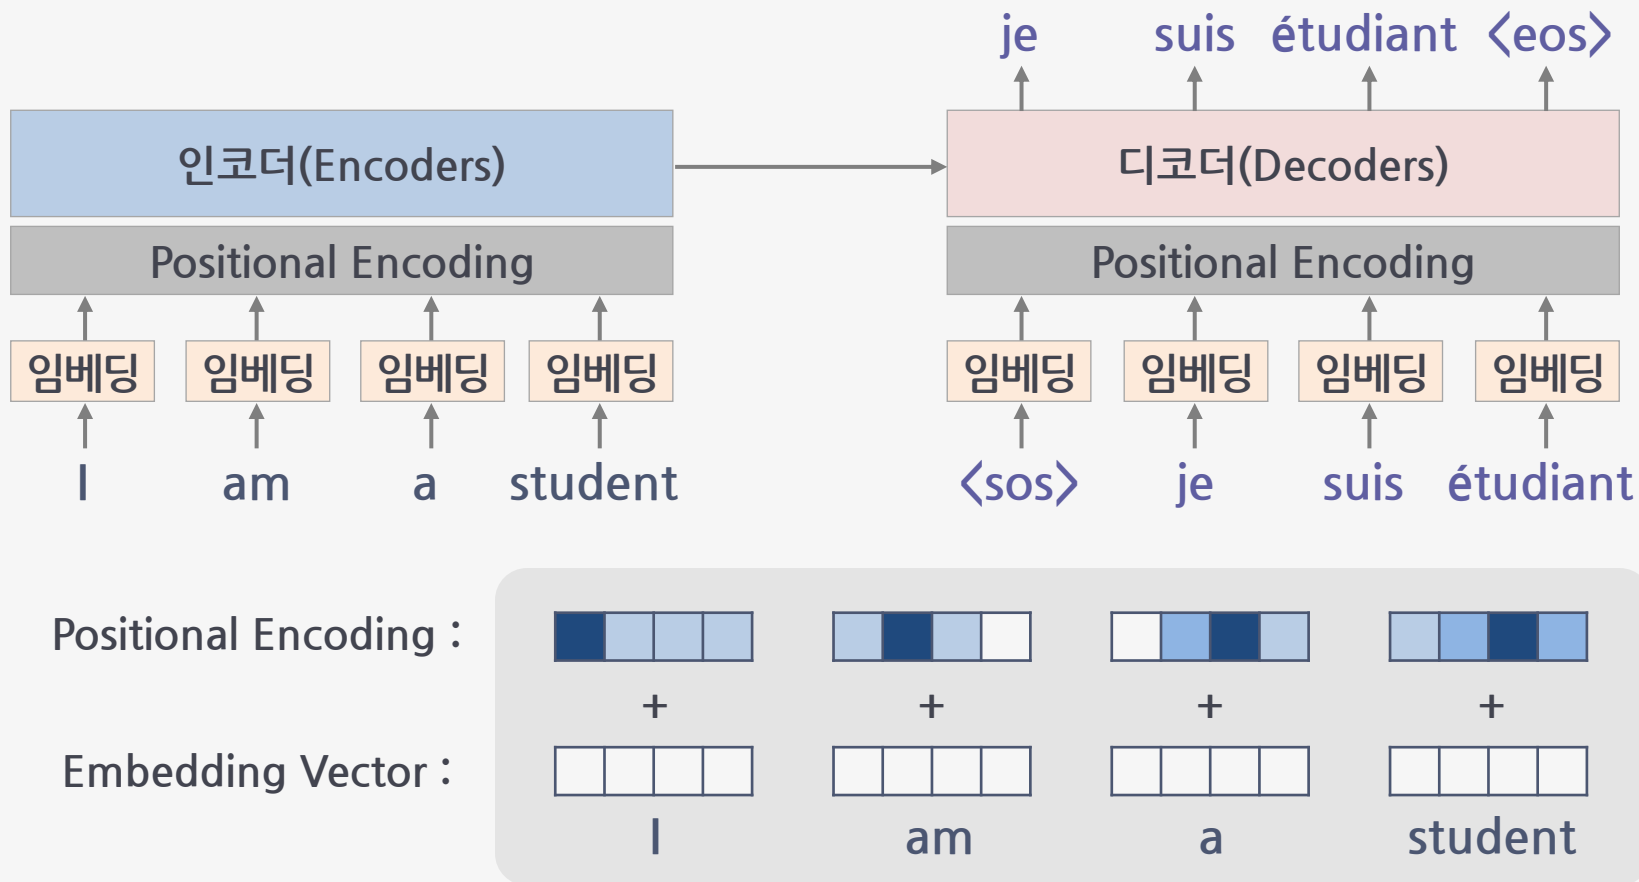 je suis étudiant <eos>
인코더(Encoders) 디코더(Decoders)
Positional Encoding Positional Encoding
임베딩 임베딩 임베딩 임베딩 임베딩 임베딩 임베딩 임베딩
I am a student <sos> je suis étudiant
Positional Encoding :
+ + + +
Embedding Vector :
I am a student